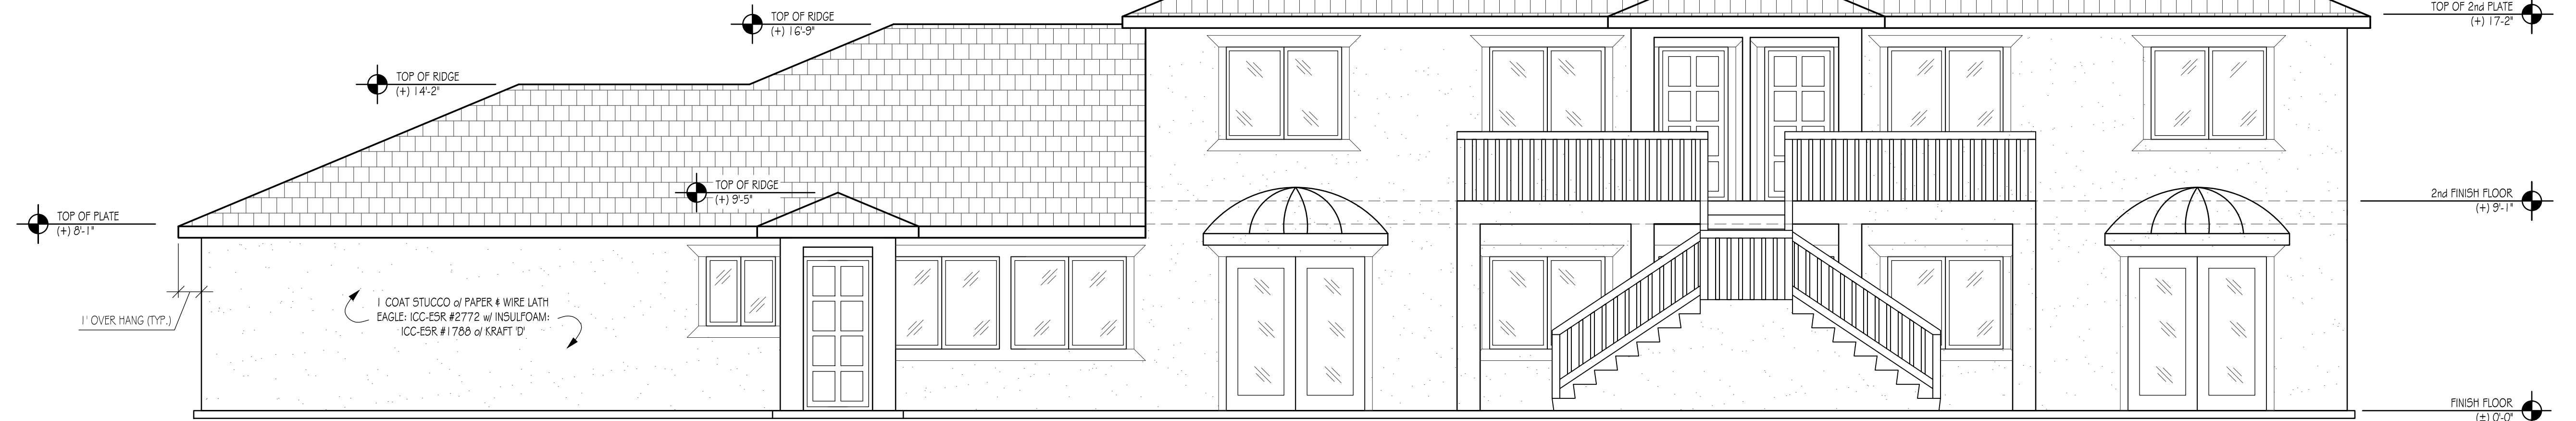 TOP OF RIDGE
(+) 16'-9"
TOP OF 2nd PLATE
(+) 17'-2"
TOP OF RIDGE
(+) 14'-2"
TOP OF RIDGE
(+) 9'-5"
2nd FINISH FLOOR
(+) 9'-1"
TOP OF PLATE
(+) 8'-1"
1' OVER HANG (TYP.)
1 COAT STUCCO o/ PAPER & WIRE LATH
EAGLE: ICC-ESR #2772 w/ INSULFOAM:
ICC-ESR #1788 o/ KRAFT 'D'
FINISH FLOOR
(±) 0'-0"